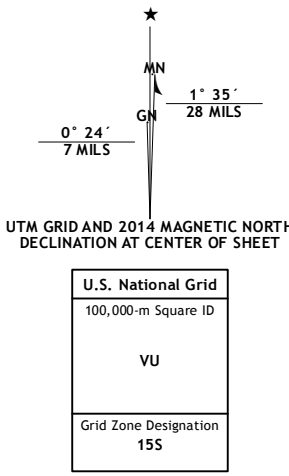 ★
MN
1° 35´
28 MILS
GN
0° 24´
7 MILS
UTM GRID AND 2014 MAGNETIC NORTH
DECLINATION AT CENTER OF SHEET
U.S. National Grid
100,000-m Square ID
VU
Grid Zone Designation
15S